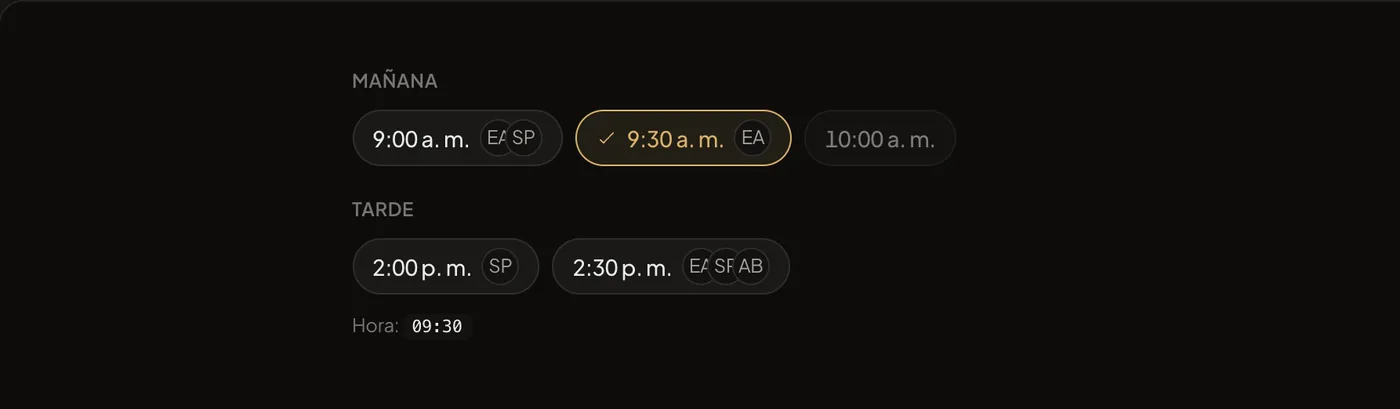 MAÑANA
9:00 a. m. EA SP 9:30 a. m. EA 10:00 a. m.
TARDE
2:00 p. m. SP 2:30 p. m. EA SP AB
Hora: 09:30